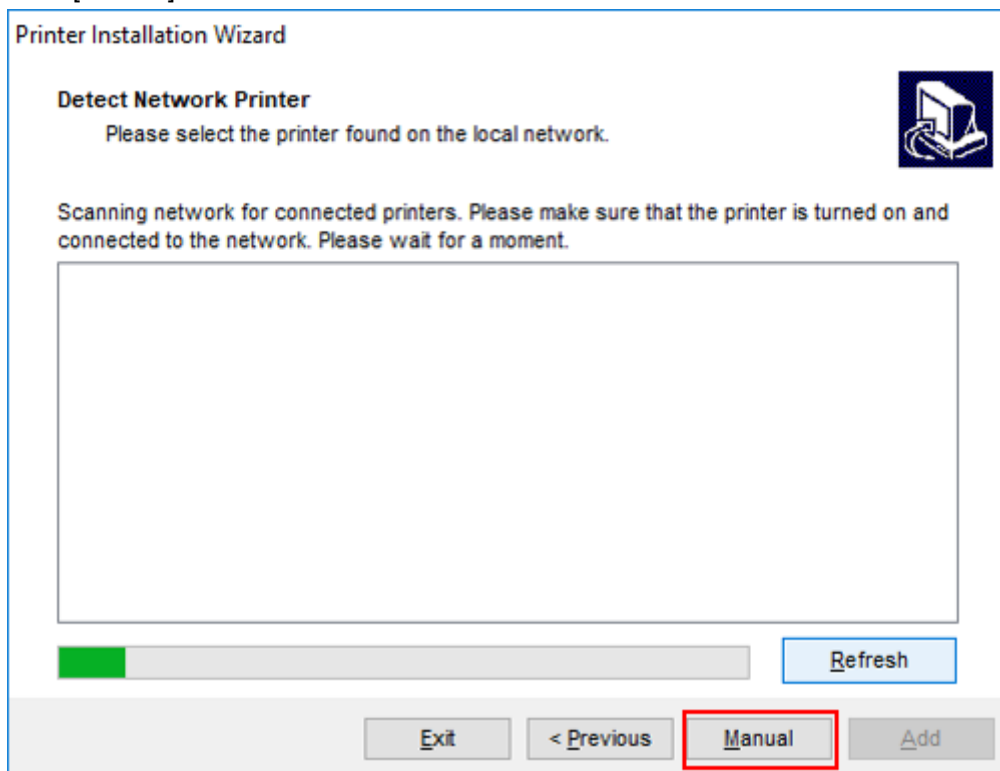 Printer Installation Wizard
Detect Network Printer
Please select the printer found on the local network.
Scanning network for connected printers. Please make sure that the printer is turned on and
connected to the network. Please wait for a moment.
Refresh
Exit
< Previous
Manual
Add